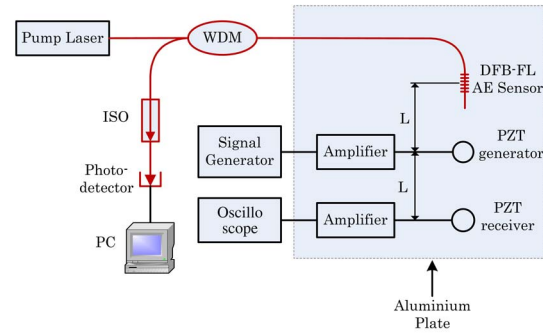 Pump Laser
WDM
DFB-FL
AE Sensor
ISO
L
Signal
Generator
Amplifier
PZT
generator
Photo-
detector
L
Oscillo
scope
Amplifier
PZT
receiver
PC
Aluminium
Plate